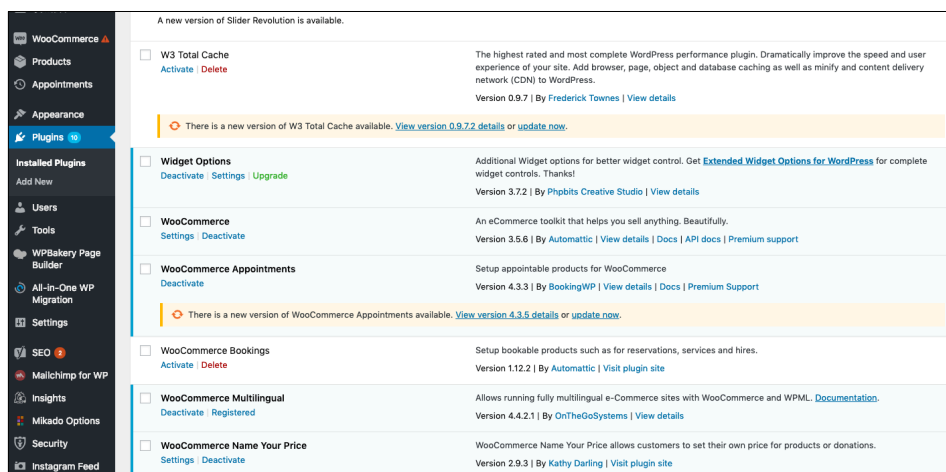 A new version of Slider Revolution is available.
WooCommerce
Products
Appointments
Appearance
Plugins 10
Installed Plugins
Add New
Users
Tools
WPBakery Page
Builder
All-in-One WP
Migration
Settings
SEO 2
Mailchimp for WP
Insights
Mikado Options
Security
Instagram Feed
W3 Total Cache
Activate | Delete
The highest rated and most complete WordPress performance plugin. Dramatically improve the speed and user
experience of your site. Add browser, page, object and database caching as well as minify and content delivery
network (CDN) to WordPress.
Version 0.9.7 | By Frederick Townes | View details
There is a new version of W3 Total Cache available. View version 0.9.7.2 details or update now.
Widget Options
Deactivate | Settings | Upgrade
Additional Widget options for better widget control. Get Extended Widget Options for WordPress for complete
widget controls. Thanks!
Version 3.7.2 | By Phpbits Creative Studio | View details
WooCommerce
Settings | Deactivate
An eCommerce toolkit that helps you sell anything. Beautifully.
Version 3.5.6 | By Automattic | View details | Docs | API docs | Premium support
WooCommerce Appointments
Deactivate
Setup appointable products for WooCommerce
Version 4.3.3 | By BookingWP | View details | Docs | Premium Support
There is a new version of WooCommerce Appointments available. View version 4.3.5 details or update now.
WooCommerce Bookings
Activate | Delete
Setup bookable products such as for reservations, services and hires.
Version 1.12.2 | By Automattic | Visit plugin site
WooCommerce Multilingual
Deactivate | Registered
Allows running fully multilingual e-Commerce sites with WooCommerce and WPML. Documentation.
Version 4.4.2.1 | By OnTheGoSystems | View details
WooCommerce Name Your Price
Settings | Deactivate
WooCommerce Name Your Price allows customers to set their own price for products or donations.
Version 2.9.3 | By Kathy Darling | Visit plugin site